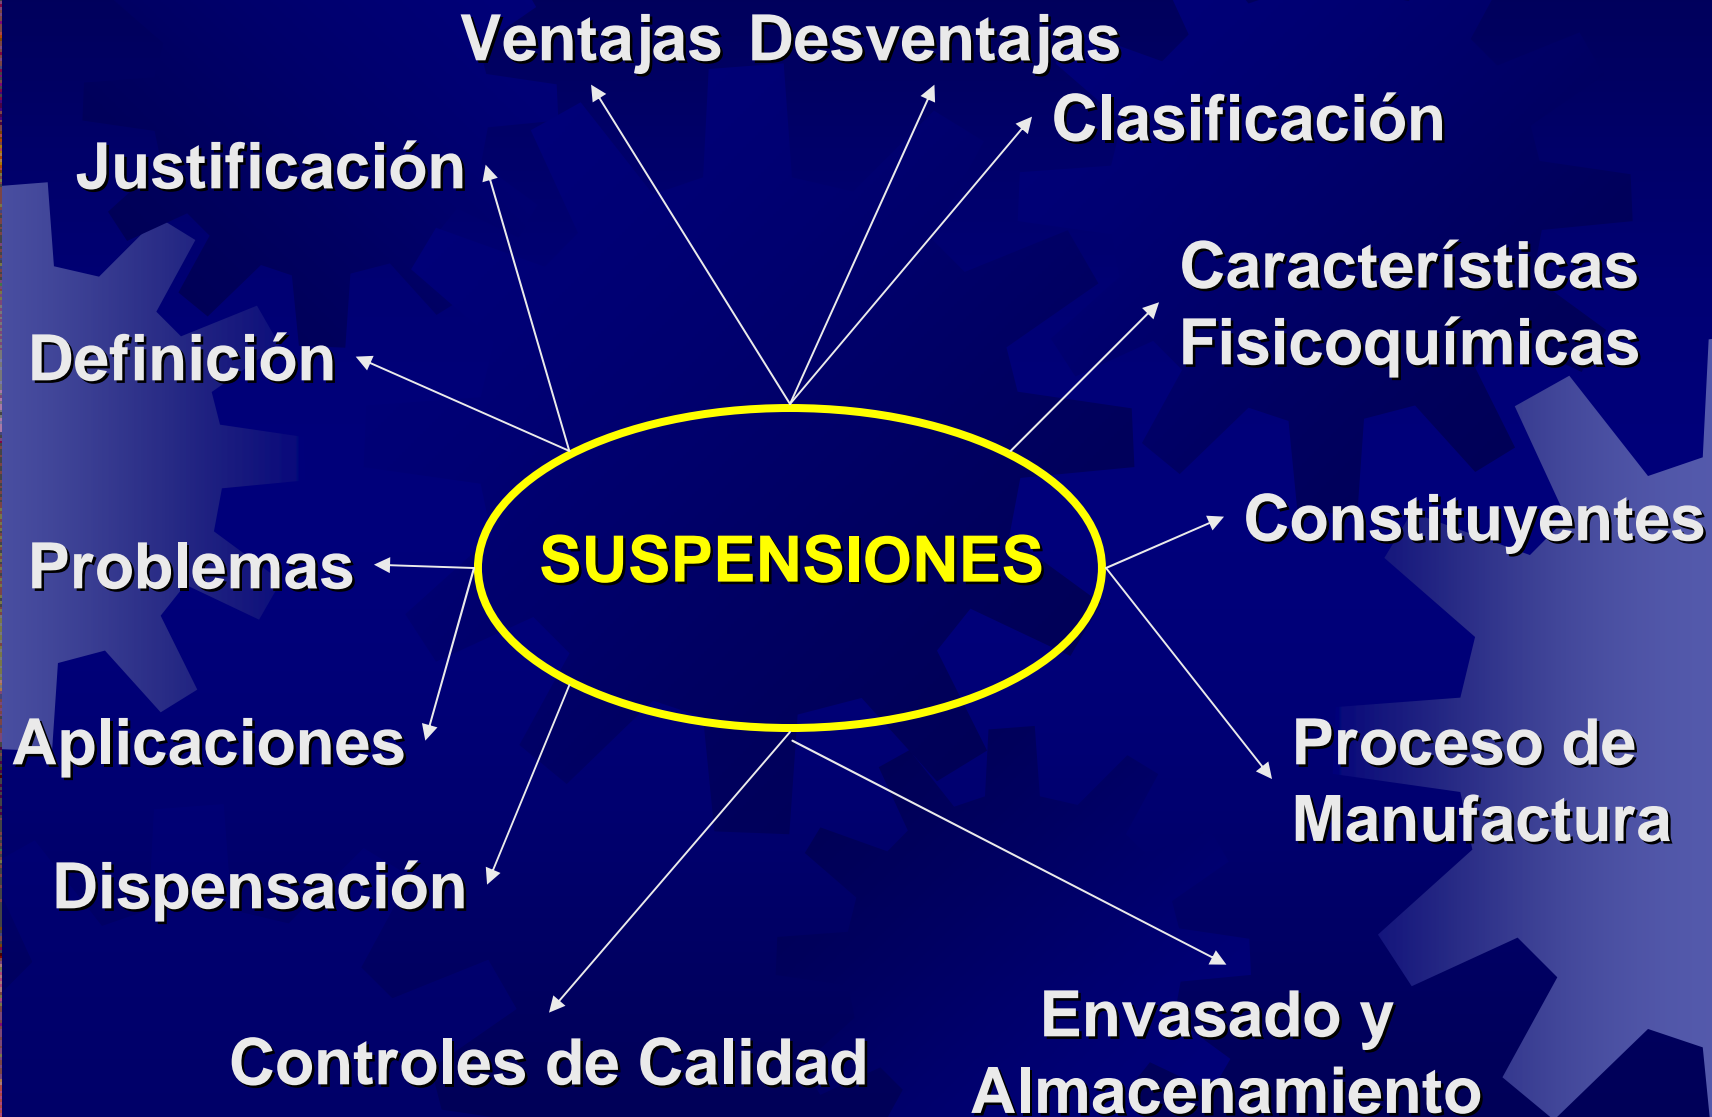 Ventajas Desventajas
Clasificación
Justificación
Características
Fisicoquímicas
Definición
Constituyentes
SUSPENSIONES
Problemas
Aplicaciones
Proceso de
Manufactura
Dispensación
Envasado y
Almacenamiento
Controles de Calidad